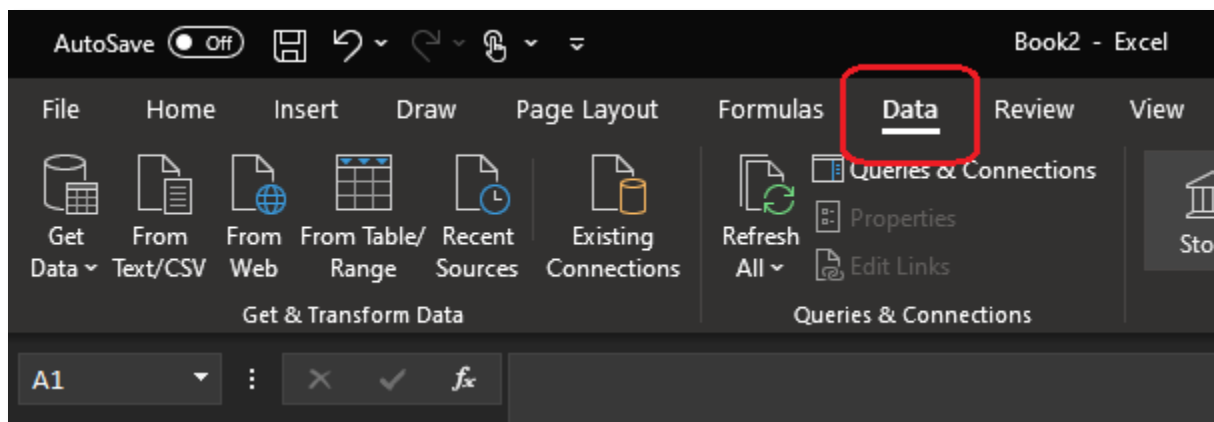 AutoSave Off Book2 - Excel
File Home Insert Draw Page Layout Formulas Data Review View
Get Data From Text/CSV From Web From Table/ Range Recent Sources Existing Connections Refresh All Queries & Connections Properties Edit Links
Get & Transform Data Queries & Connections
A1 fx